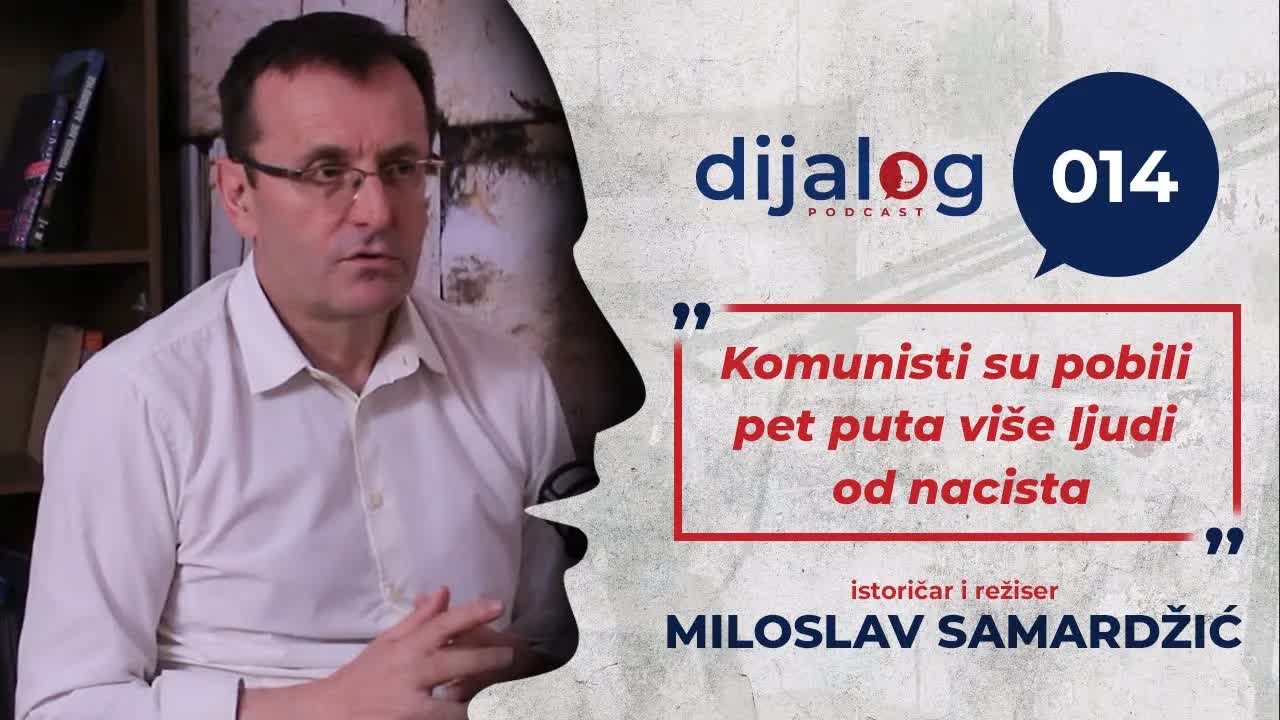 dijalog
PODCAST
014
„
Komunisti su pobili
pet puta više ljudi
od nacista
”
istoričar i režiser
MILOSLAV SAMARDŽIĆ